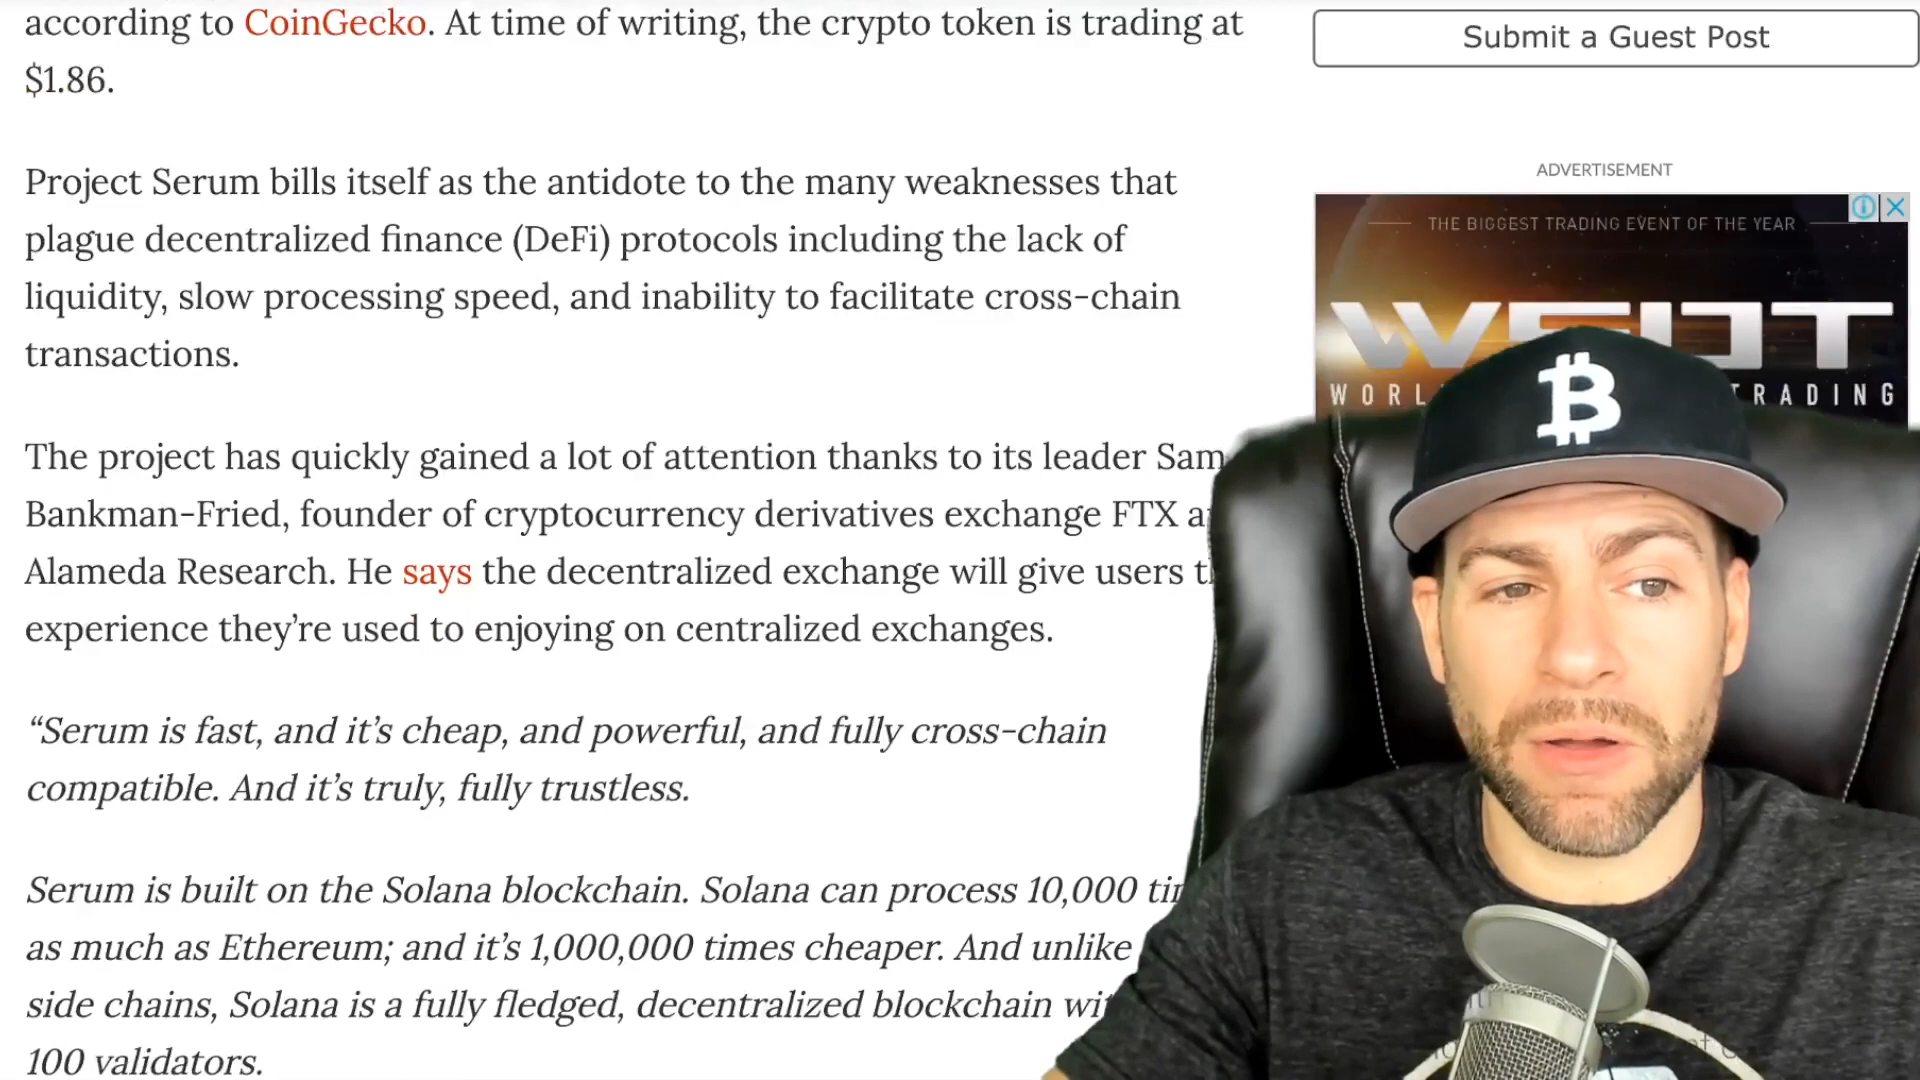 according to CoinGecko. At time of writing, the crypto token is trading at
$1.86.
Project Serum bills itself as the antidote to the many weaknesses that
plague decentralized finance (DeFi) protocols including the lack of
liquidity, slow processing speed, and inability to facilitate cross-chain
transactions.
The project has quickly gained a lot of attention thanks to its leader Sam
Bankman-Fried, founder of cryptocurrency derivatives exchange FTX
Alameda Research. He says the decentralized exchange will give users
experience they’re used to enjoying on centralized exchanges.
“Serum is fast, and it’s cheap, and powerful, and fully cross-chain
compatible. And it’s truly, fully trustless.
Serum is built on the Solana blockchain. Solana can process 10,000
as much as Ethereum; and it’s 1,000,000 times cheaper. And unlike
side chains, Solana is a fully fledged, decentralized blockchain
100 validators.
Submit a Guest Post
ADVERTISEMENT
THE BIGGEST TRADING EVENT OF THE YEAR